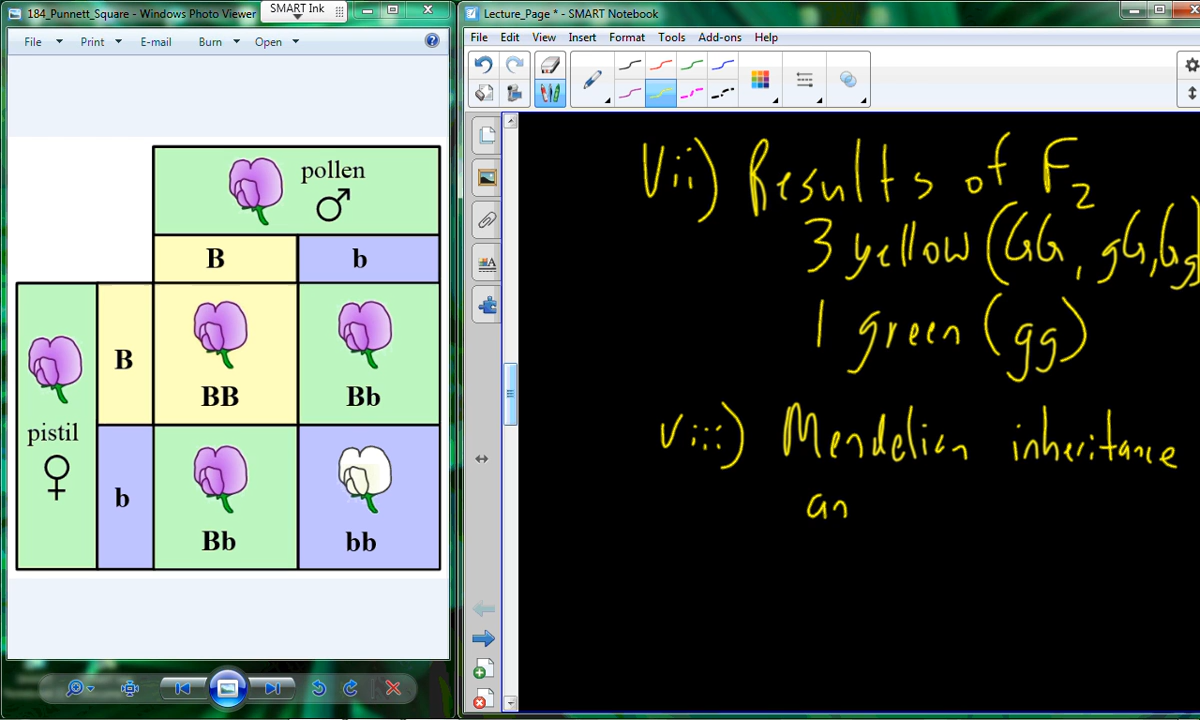 184_Punnett_Square - Windows Photo Viewer
SMART Ink
File Print E-mail Burn Open
pollen
♂
B b
B
BB Bb
pistil
♀
b
Bb bb
Lecture_Page * - SMART Notebook
File Edit View Insert Format Tools Add-ons Help
Vii) Results of F2
3 yellow (GG, gG, Gg)
1 green (gg)
Viii) Mendelian inheritance
an